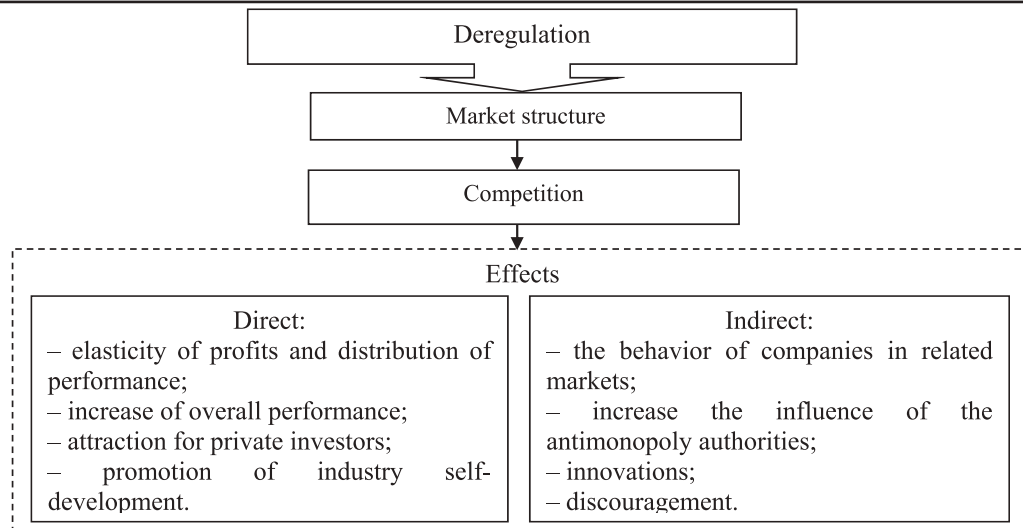 Deregulation
Market structure
Competition
Effects
Direct:
– elasticity of profits and distribution of
performance;
– increase of overall performance;
– attraction for private investors;
– promotion of industry self-
development.
Indirect:
– the behavior of companies in related
markets;
– increase the influence of the
antimonopoly authorities;
– innovations;
– discouragement.